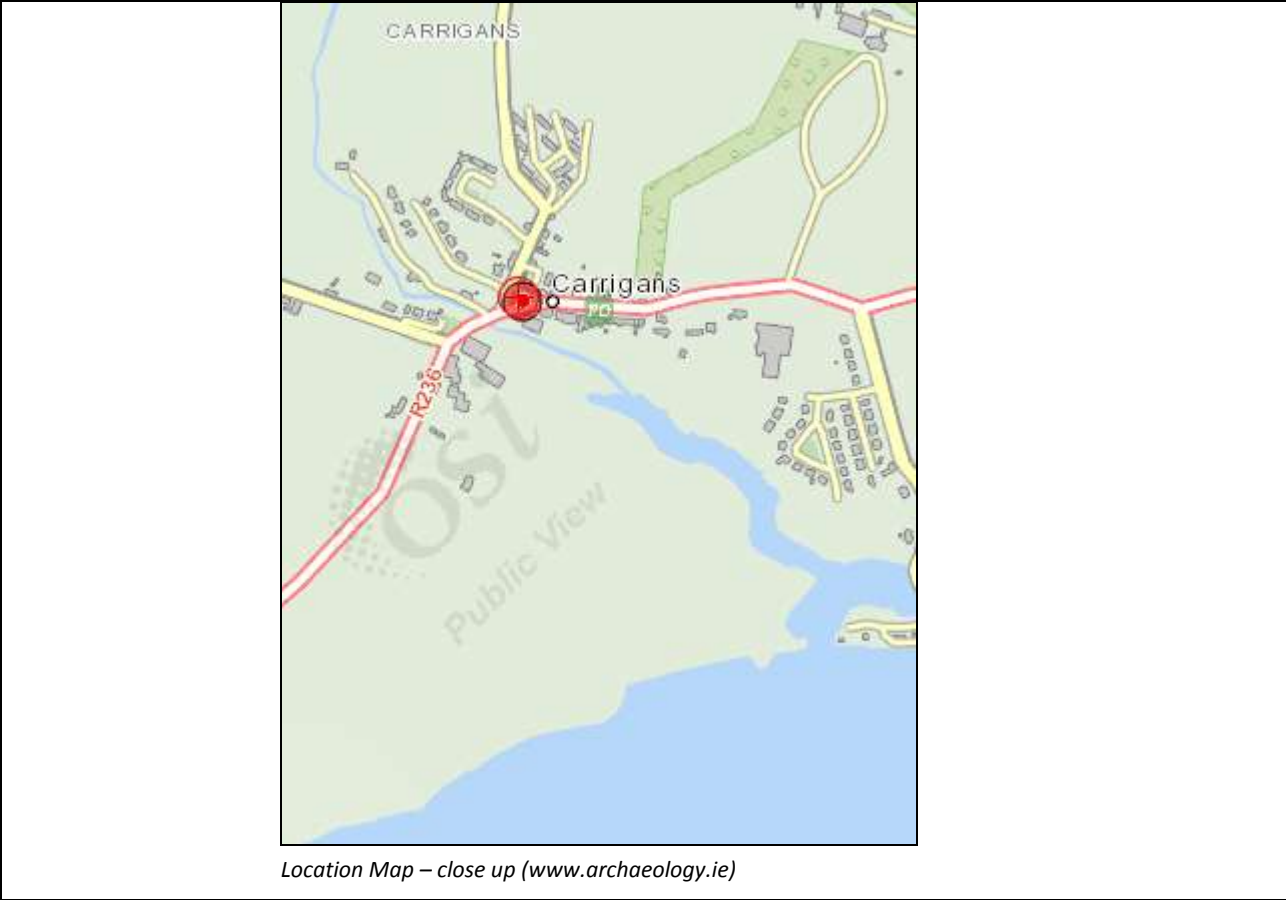 CARRIGANS
Carrigans
PO
R236
osi
Public View
Location Map – close up (www.archaeology.ie)